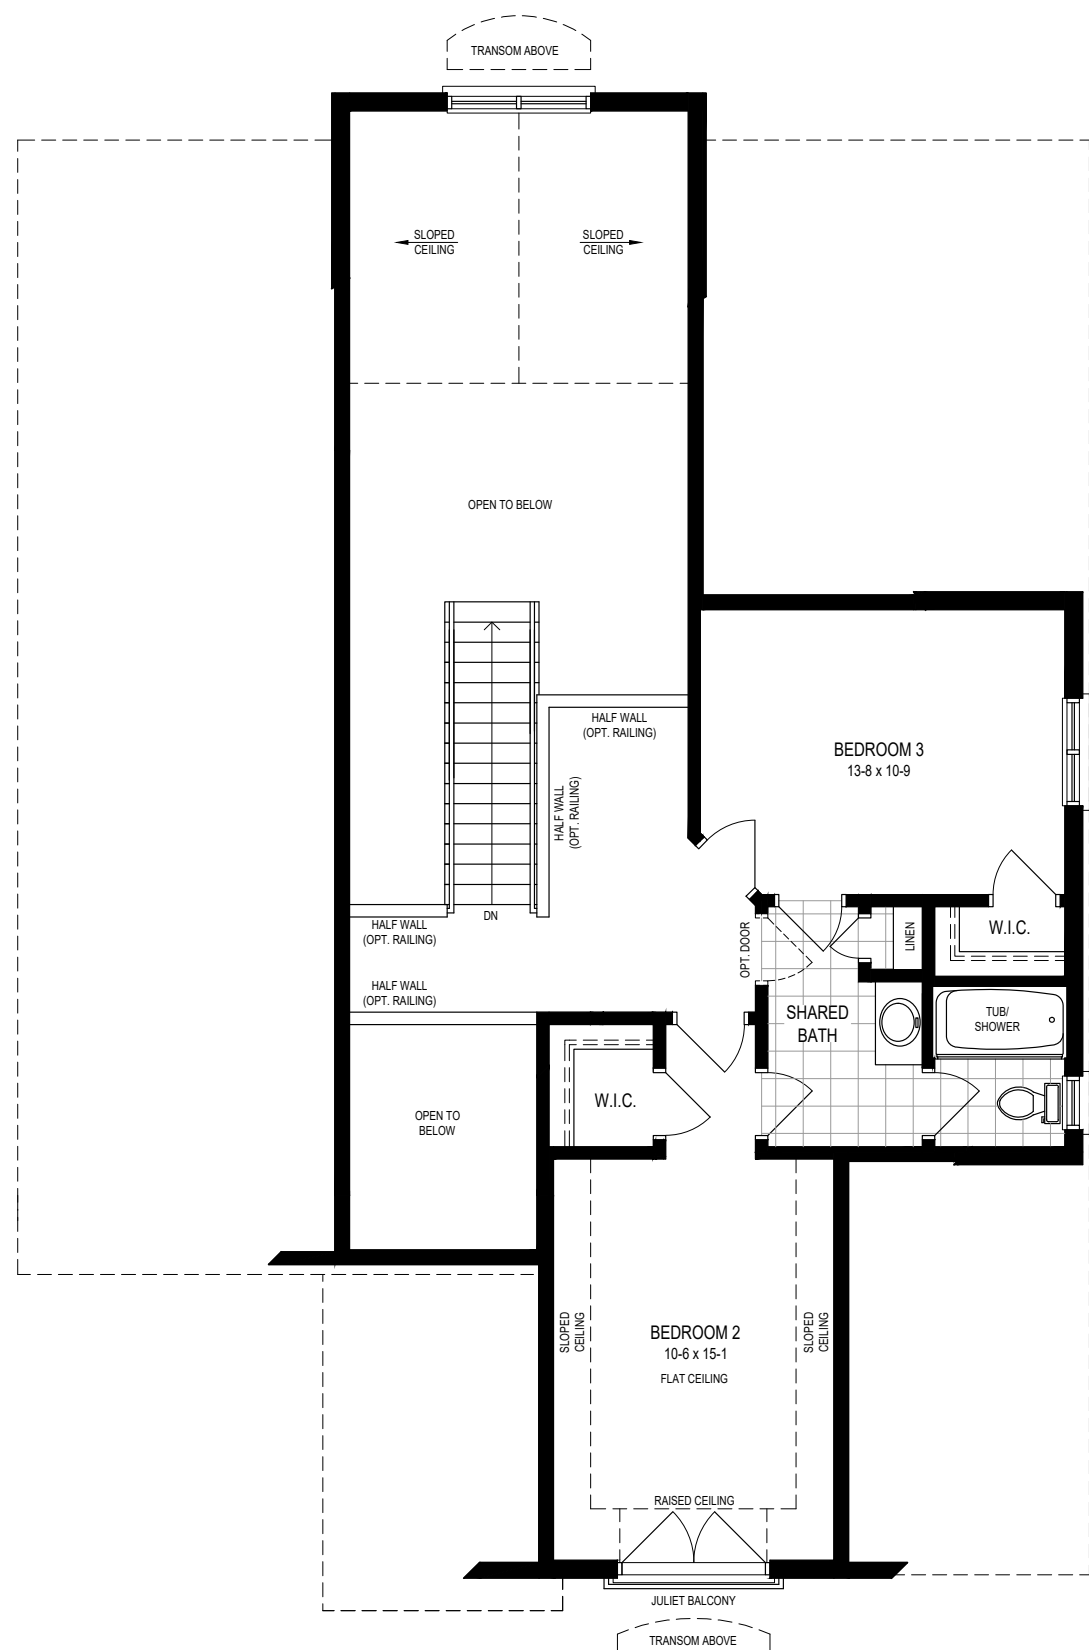 TRANSOM ABOVE
SLOPED
CEILING
SLOPED
CEILING
OPEN TO BELOW
HALF WALL
(OPT. RAILING)
HALF WALL
(OPT. RAILING)
BEDROOM 3
13-8 x 10-9
DN
HALF WALL
(OPT. RAILING)
OPT. DOOR
LINEN
W.I.C.
HALF WALL
(OPT. RAILING)
SHARED
BATH
TUB/
SHOWER
W.I.C.
OPEN TO
BELOW
SLOPED
CEILING
BEDROOM 2
10-6 x 15-1
FLAT CEILING
SLOPED
CEILING
RAISED CEILING
JULIET BALCONY
TRANSOM ABOVE